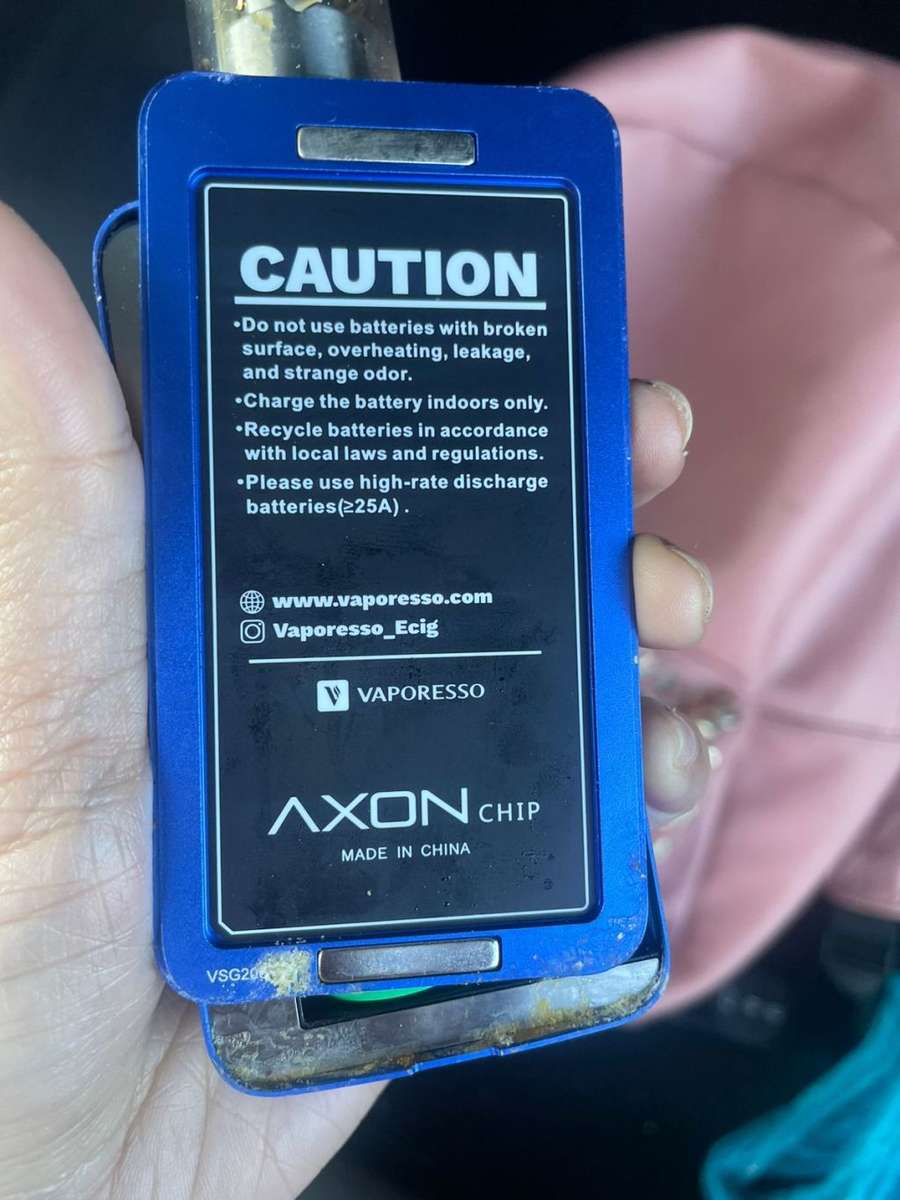 CAUTION
•Do not use batteries with broken
surface, overheating, leakage,
and strange odor.
•Charge the battery indoors only.
•Recycle batteries in accordance
with local laws and regulations.
•Please use high-rate discharge
batteries(≥25A) .
www.vaporesso.com
Vaporesso_Ecig
VAPORESSO
AXON CHIP
MADE IN CHINA